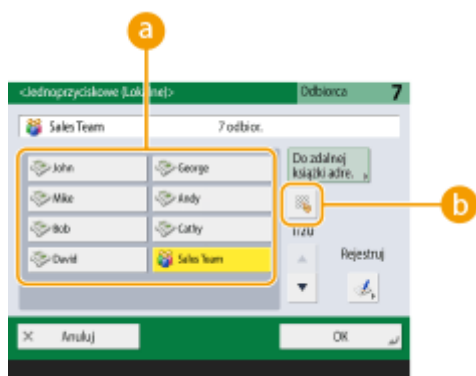 a
<Jednoprzyciskowe (Lokalne)> Odbiorca 7
Sales Team 7 odbior.
John George Do zdalnej
książki adre.
Mike Andy
b
Bob Cathy 1/20
David Sales Team Rejestruj
Anuluj OK